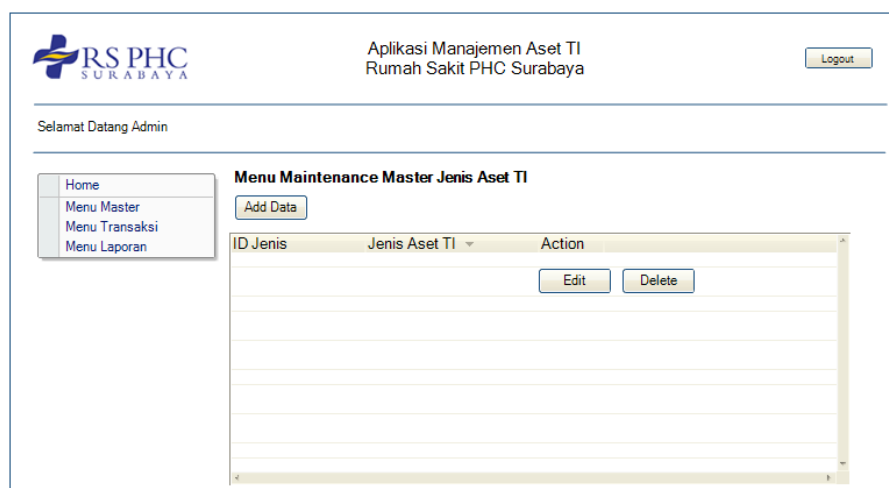 RS PHC
SURABAYA
Aplikasi Manajemen Aset TI
Rumah Sakit PHC Surabaya
Logout
Selamat Datang Admin
Home
Menu Master
Menu Transaksi
Menu Laporan
Menu Maintenance Master Jenis Aset TI
Add Data
ID Jenis Jenis Aset TI Action
Edit Delete